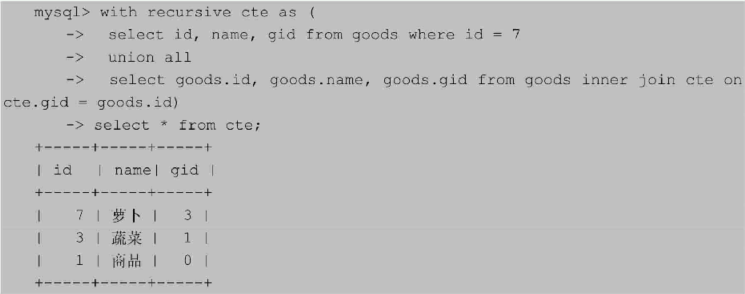 mysql> with recursive cte as (
-> select id, name, gid from goods where id = 7
-> union all
-> select goods.id, goods.name, goods.gid from goods inner join cte on
cte.gid = goods.id)
-> select * from cte;
+-----+-----+-----+
| id | name| gid |
+-----+-----+-----+
| 7 | 萝卜 | 3 |
| 3 | 蔬菜 | 1 |
| 1 | 商品 | 0 |
+-----+-----+-----+